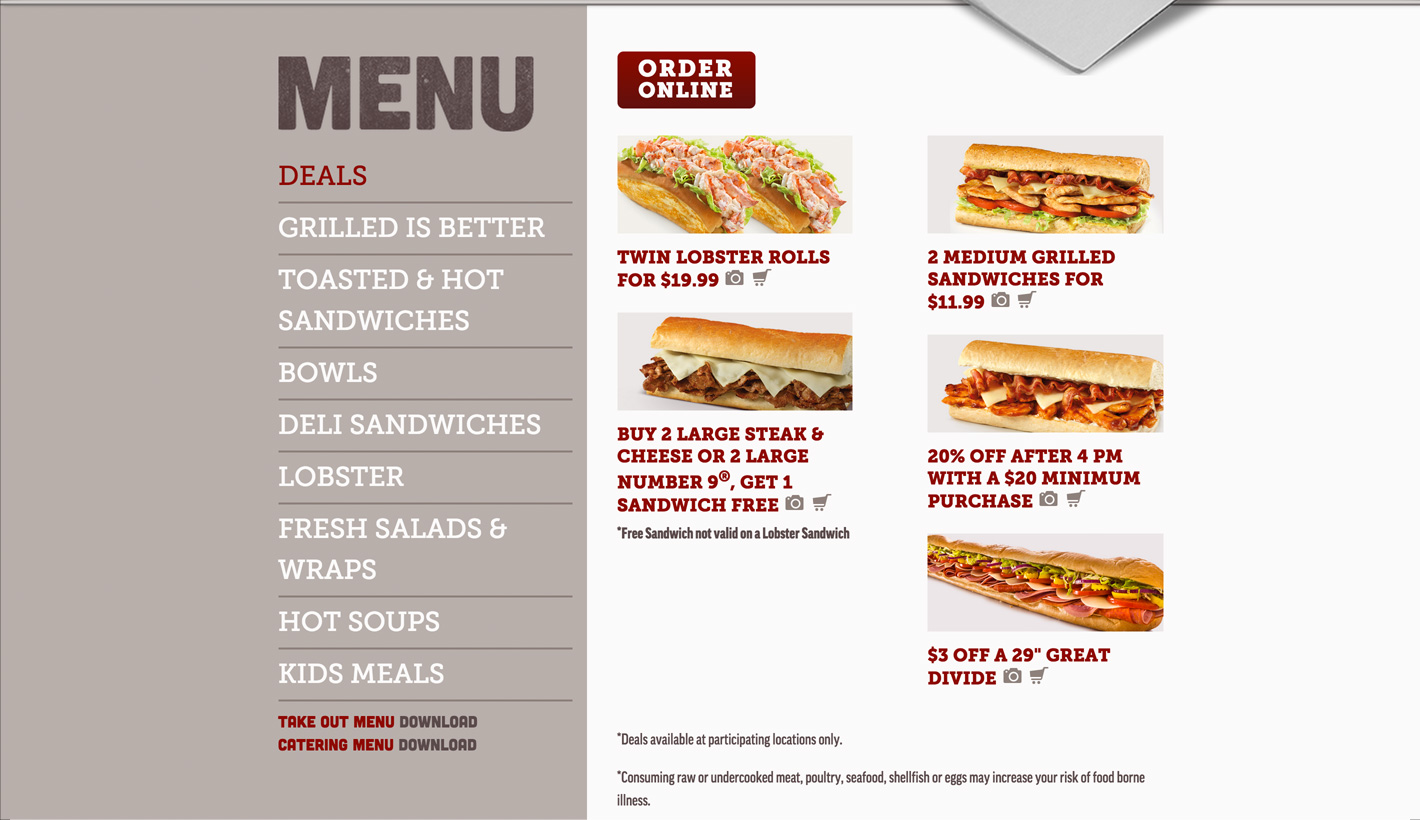 MENU
DEALS
GRILLED IS BETTER
TOASTED & HOT
SANDWICHES
BOWLS
DELI SANDWICHES
LOBSTER
FRESH SALADS &
WRAPS
HOT SOUPS
KIDS MEALS
TAKE OUT MENU DOWNLOAD
CATERING MENU DOWNLOAD
ORDER
ONLINE
TWIN LOBSTER ROLLS
FOR $19.99
BUY 2 LARGE STEAK &
CHEESE OR 2 LARGE
NUMBER 9®, GET 1
SANDWICH FREE
*Free Sandwich not valid on a Lobster Sandwich
2 MEDIUM GRILLED
SANDWICHES FOR
$11.99
20% OFF AFTER 4 PM
WITH A $20 MINIMUM
PURCHASE
$3 OFF A 29" GREAT
DIVIDE
*Deals available at participating locations only.
*Consuming raw or undercooked meat, poultry, seafood, shellfish or eggs may increase your risk of food borne
illness.